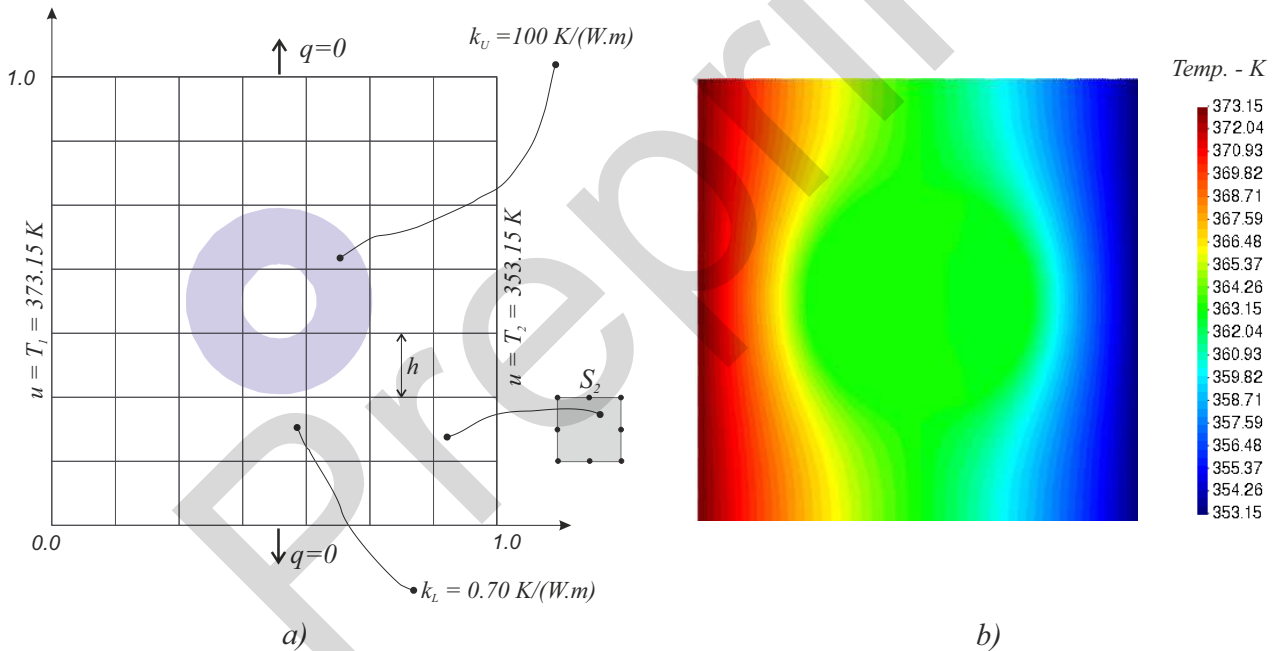 k_U =100 K/(W.m)
q=0
1.0
u = T_1 = 373.15 K
u = T_2 = 353.15 K
h
S_2
0.0
1.0
q=0
k_L = 0.70 K/(W.m)
a)
Temp. - K
373.15
372.04
370.93
369.82
368.71
367.59
366.48
365.37
364.26
363.15
362.04
360.93
359.82
358.71
357.59
356.48
355.37
354.26
353.15
b)
Preprint